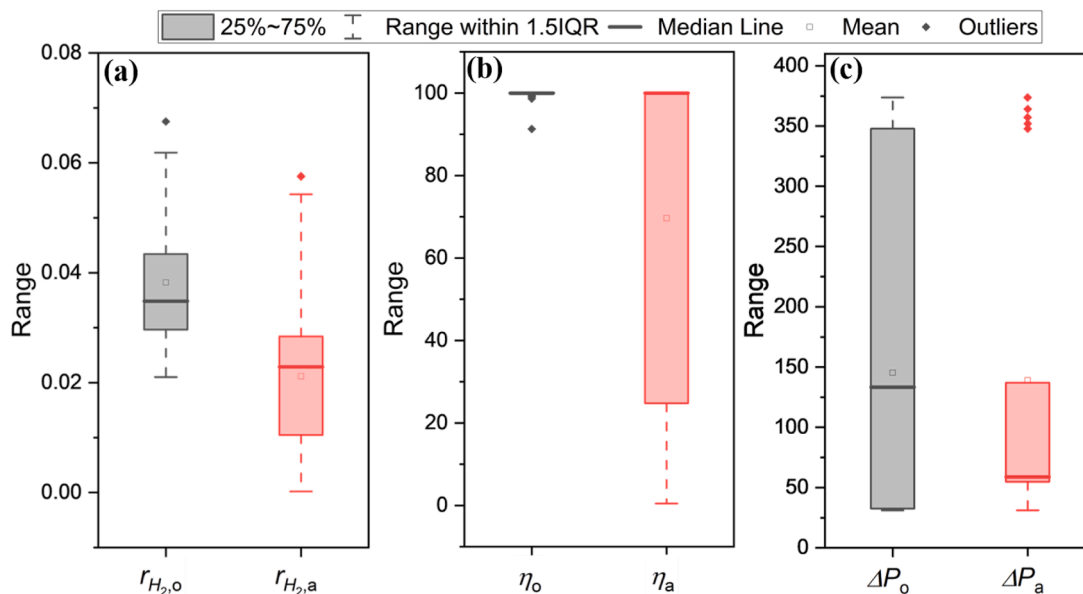 25%~75% Range within 1.5IQR Median Line Mean Outliers
(a)
0.08
0.06
0.04
0.02
0.00
Range
r_{H_2,o} r_{H_2,a}
(b)
100
80
60
40
20
0
Range
η_o η_a
(c)
400
350
300
250
200
150
100
50
0
Range
ΔP_o ΔP_a